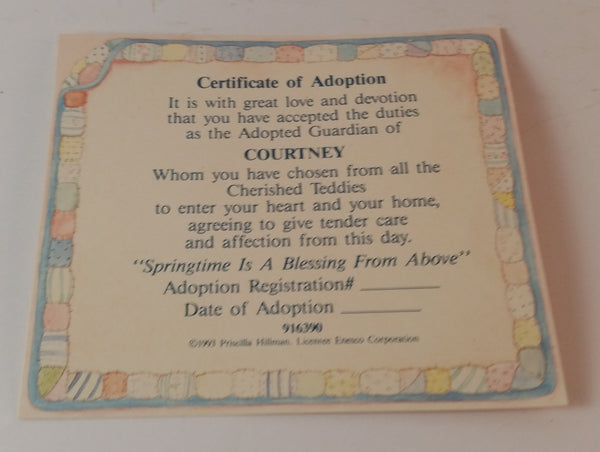 Certificate of Adoption
It is with great love and devotion
that you have accepted the duties
as the Adopted Guardian of
COURTNEY
Whom you have chosen from all the
Cherished Teddies
to enter your heart and your home,
agreeing to give tender care
and affection from this day.
"Springtime Is A Blessing From Above"
Adoption Registration# ________
Date of Adoption ________
916390
©1993 Priscilla Hillman. Licensee Enesco Corporation